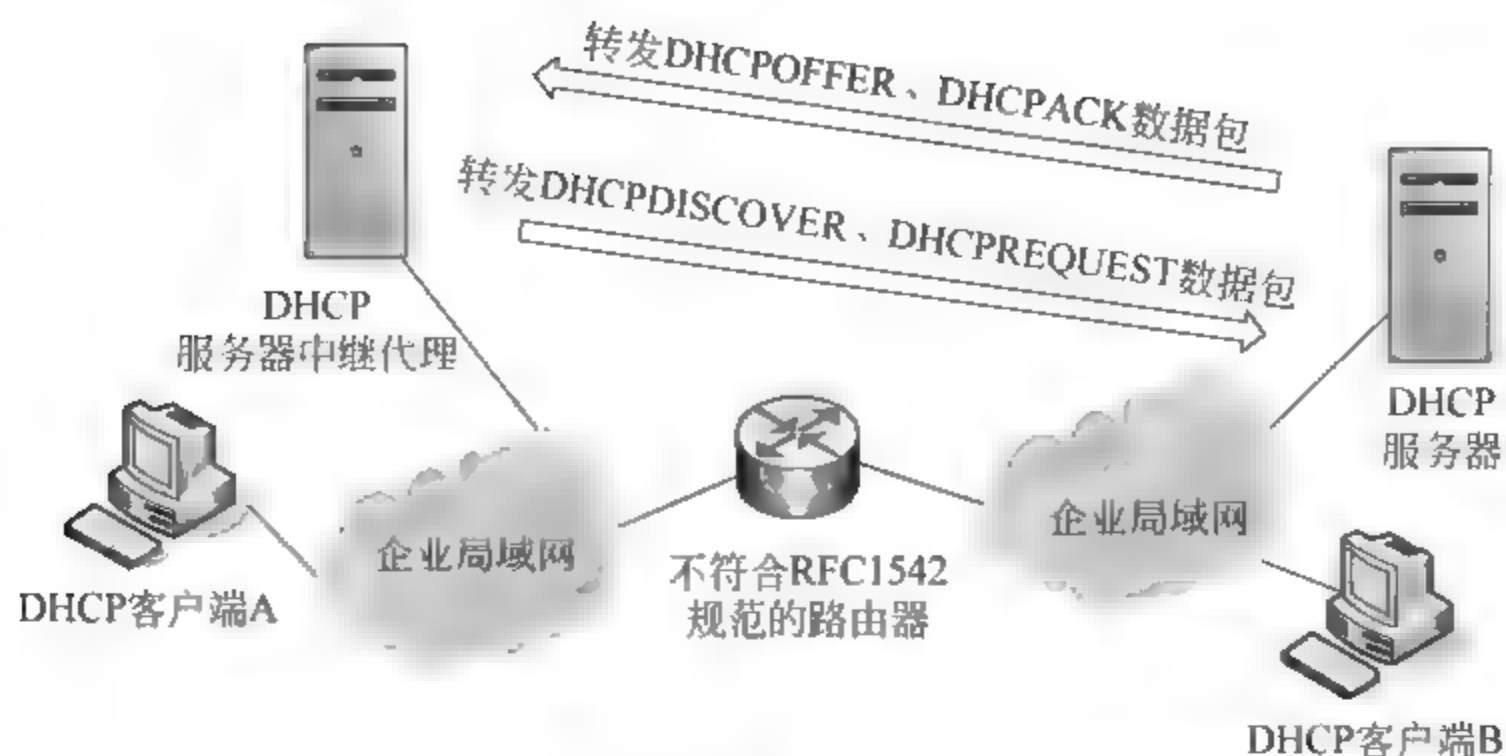 转发DHCPOFFER、DHCPACK数据包
转发DHCPDISCOVER、DHCPREQUEST数据包
DHCP
服务器中继代理
DHCP
服务器
企业局域网
企业局域网
DHCP客户端A
不符合RFC1542
规范的路由器
DHCP客户端B